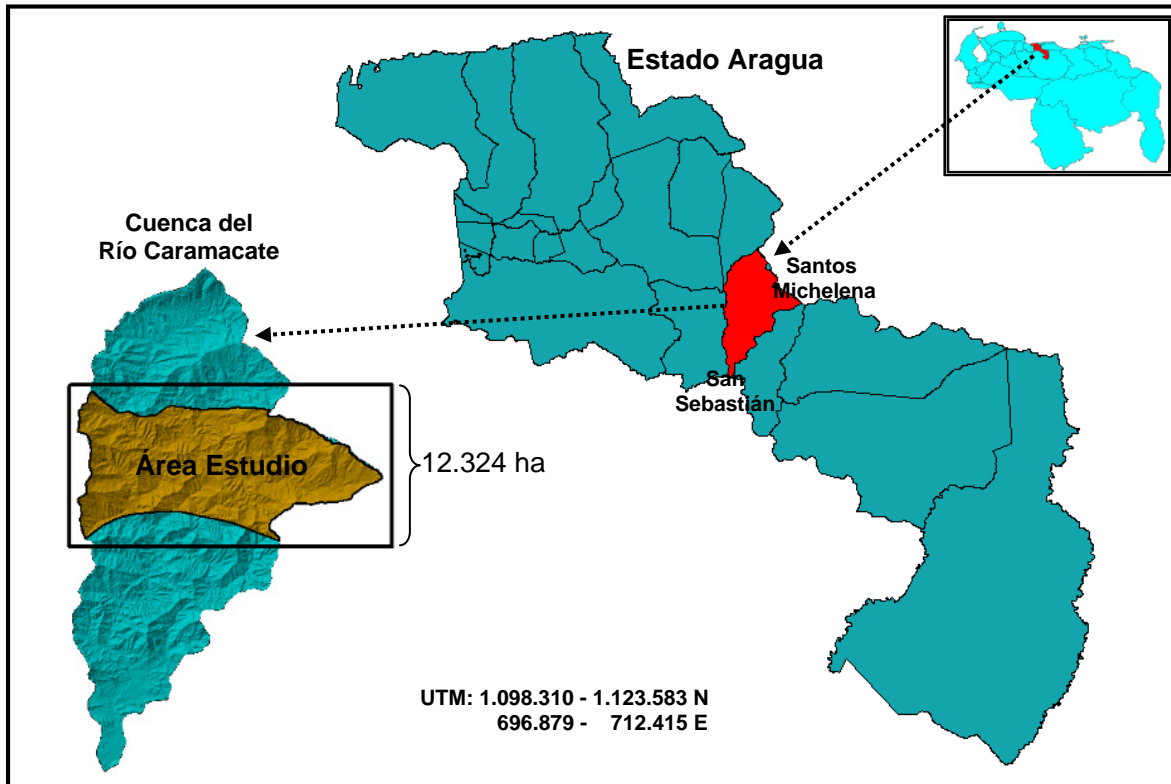 Estado Aragua
Cuenca del
Río Caramacate
Santos
Michelena
San
Sebastián
Área Estudio
12.324 ha
UTM: 1.098.310 - 1.123.583 N
696.879 - 712.415 E